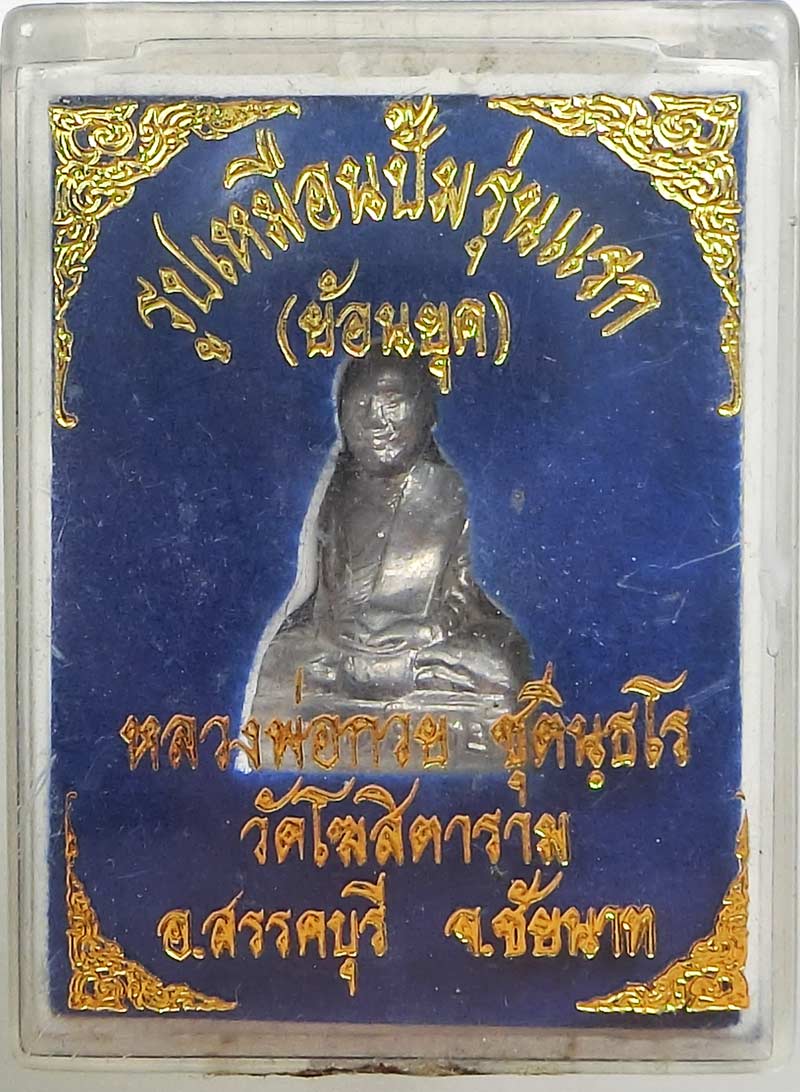 รูปเหมือนปั๊มรุ่นแรก
(ย้อนยุค)
หลวงพ่อกวย ชุตินฺธโร
วัดโฆสิตาราม
อ.สรรคบุรี จ.ชัยนาท